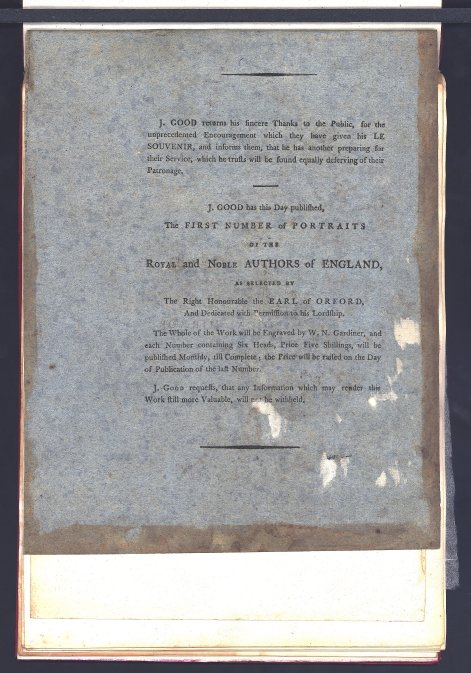 J. GOOD returns his sincere Thanks to the Public, for the
unprecedented Encouragement which they have given his LE
SOUVENIR, and informs them, that he has another preparing for
their Service, which he truſts will be found equally deſerving of their
Patronage.
J. GOOD has this Day publiſhed,
The FIRST NUMBER of PORTRAITS
OF THE
ROYAL and NOBLE AUTHORS of ENGLAND,
AS SELECTED BY
The Right Honourable the EARL of ORFORD,
And Dedicated with Permiſſion to his Lordſhip.
The Whole of the Work will be Engraved by W. N. Gardiner, and
each Number containing Six Heads, Price Five Shillings, will be
publiſhed Monthly, till Complete; the Price will be raiſed on the Day
of Publication of the laſt Number.
J. GOOD requeſts, that any Information which may render this
Work ſtill more Valuable, will not be withheld.